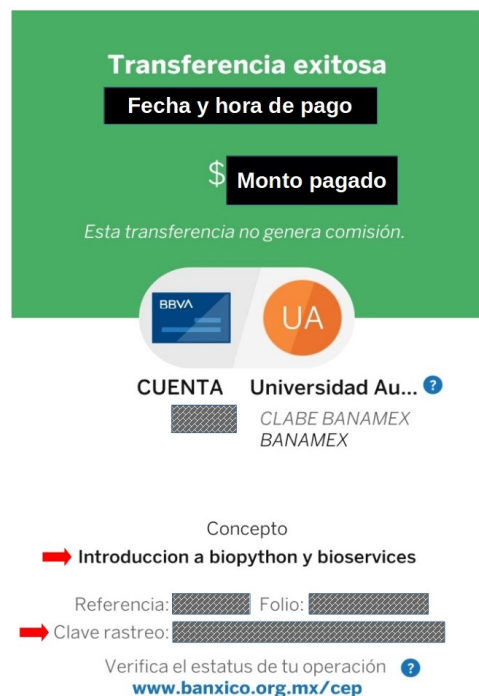 Transferencia exitosa
Fecha y hora de pago
$ Monto pagado
Esta transferencia no genera comisión.
BBVA
UA
CUENTA Universidad Au... ?
CLABE BANAMEX
BANAMEX
Concepto
Introduccion a biopython y bioservices
Referencia: Folio:
Clave rastreo:
Verifica el estatus de tu operación ?
www.banxico.org.mx/cep